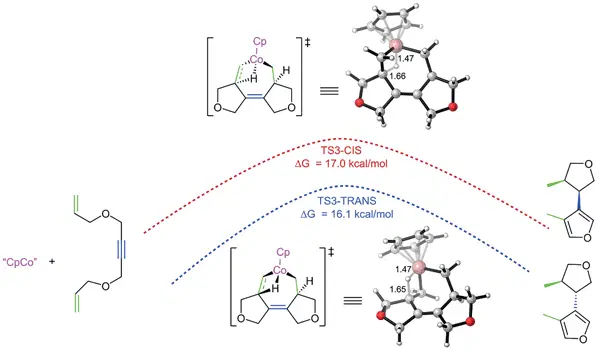 Cp
Co
H
H
O
O
‡
1.47
1.66
TS3-CIS
ΔG = 17.0 kcal/mol
TS3-TRANS
ΔG = 16.1 kcal/mol
"CpCo" +
O
O
O
O
O
O
Cp
Co
H
H
O
O
‡
1.47
1.65